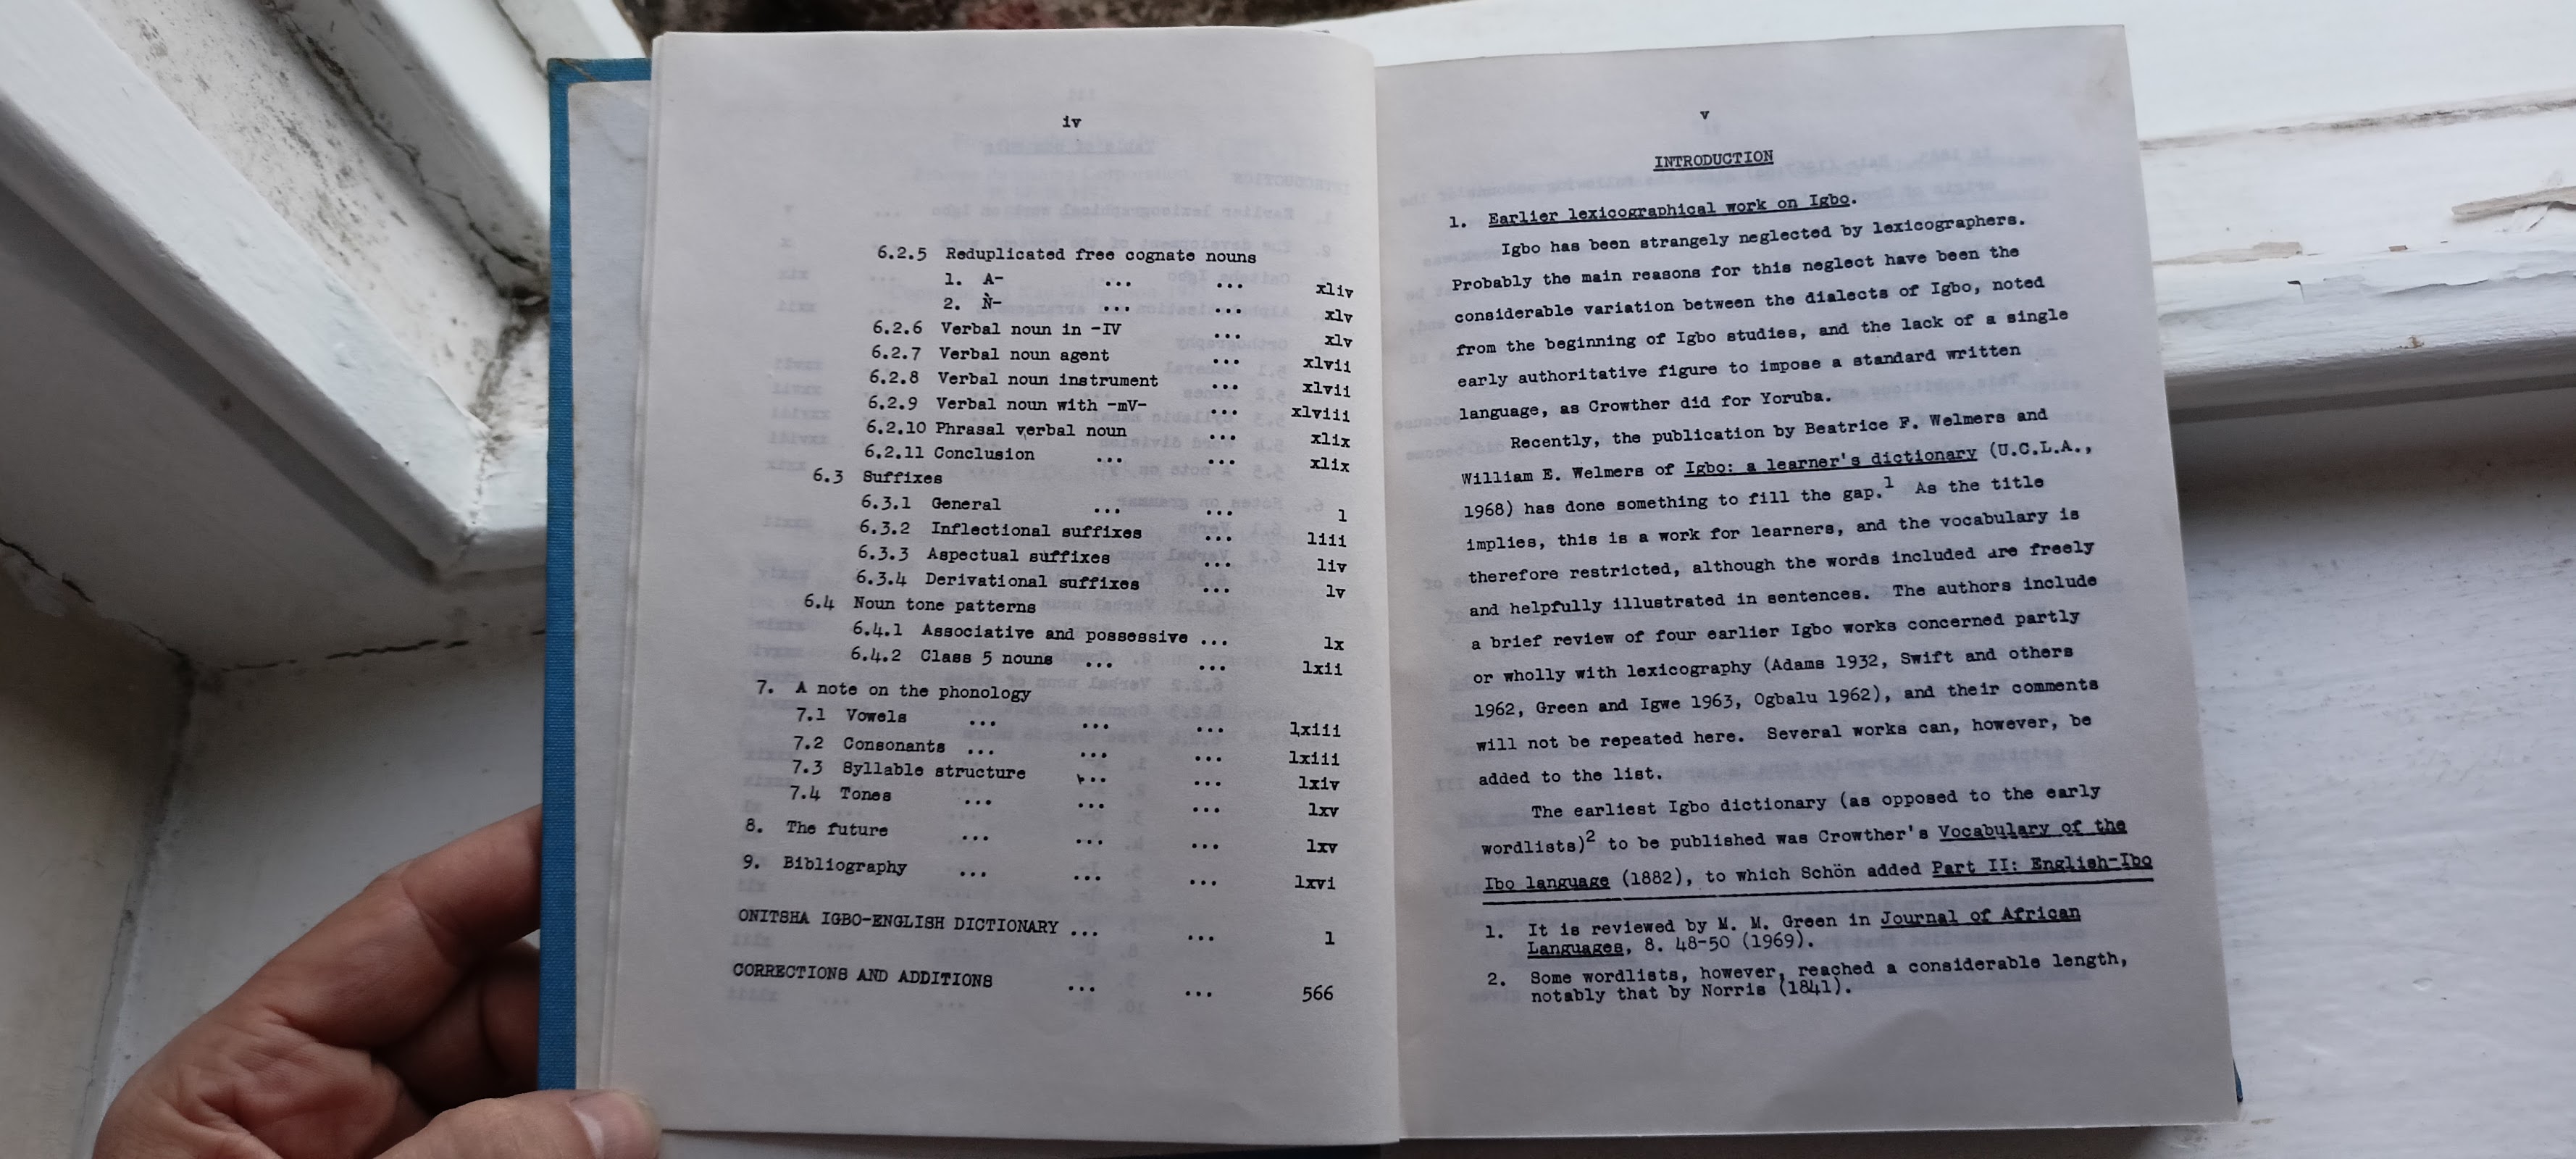 iv
6.2.5 Reduplicated free cognate nouns
1. A- ... ... xliv
2. Ǹ- ... ... xlv
6.2.6 Verbal noun in -IV ... xlv
6.2.7 Verbal noun agent ... xlvii
6.2.8 Verbal noun instrument ... xlvii
6.2.9 Verbal noun with -mV- ... xlviii
6.2.10 Phrasal verbal noun ... xlix
6.2.11 Conclusion ... ... xlix
6.3 Suffixes
6.3.1 General ... ... l
6.3.2 Inflectional suffixes ... liii
6.3.3 Aspectual suffixes ... liv
6.3.4 Derivational suffixes ... lv
6.4 Noun tone patterns
6.4.1 Associative and possessive ... lx
6.4.2 Class 5 nouns ... ... lxii
7. A note on the phonology
7.1 Vowels ... ... ... lxiii
7.2 Consonants ... ... ... lxiii
7.3 Syllable structure ... ... lxiv
7.4 Tones ... ... ... lxv
8. The future ... ... ... lxv
9. Bibliography ... ... ... lxvi
ONITSHA IGBO-ENGLISH DICTIONARY ... ... 1
CORRECTIONS AND ADDITIONS ... ... 566
v
INTRODUCTION
1. Earlier lexicographical work on Igbo.
Igbo has been strangely neglected by lexicographers.
Probably the main reasons for this neglect have been the
considerable variation between the dialects of Igbo, noted
from the beginning of Igbo studies, and the lack of a single
early authoritative figure to impose a standard written
language, as Crowther did for Yoruba.
Recently, the publication by Beatrice F. Welmers and
William E. Welmers of Igbo: a learner's dictionary (U.C.L.A.,
1968) has done something to fill the gap.1 As the title
implies, this is a work for learners, and the vocabulary is
therefore restricted, although the words included are freely
and helpfully illustrated in sentences. The authors include
a brief review of four earlier Igbo works concerned partly
or wholly with lexicography (Adams 1932, Swift and others
1962, Green and Igwe 1963, Ogbalu 1962), and their comments
will not be repeated here. Several works can, however, be
added to the list.
The earliest Igbo dictionary (as opposed to the early
wordlists)2 to be published was Crowther's Vocabulary of the
Ibo language (1882), to which Schön added Part II: English-Ibo
1. It is reviewed by M. M. Green in Journal of African
Languages, 8. 48-50 (1969).
2. Some wordlists, however, reached a considerable length,
notably that by Norris (1841).